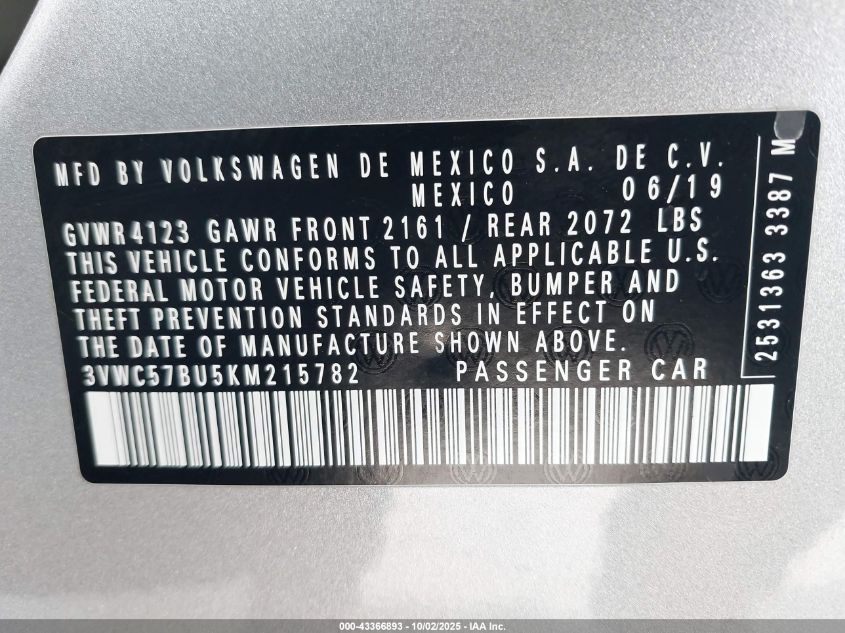 MFD BY VOLKSWAGEN DE MEXICO S.A. DE C.V.
MEXICO 06/19
GVWR4123 GAWR FRONT 2161 / REAR 2072 LBS
THIS VEHICLE CONFORMS TO ALL APPLICABLE U.S.
FEDERAL MOTOR VEHICLE SAFETY, BUMPER AND
THEFT PREVENTION STANDARDS IN EFFECT ON
THE DATE OF MANUFACTURE SHOWN ABOVE.
3VWC57BU5KM215782 PASSENGER CAR
2531363 3387 M
000-43366893 - 10/02/2025 - IAA Inc.